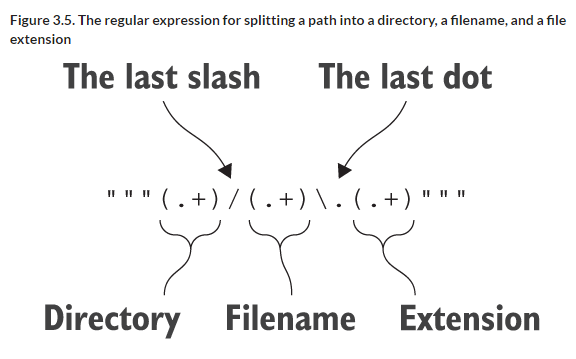 Figure 3.5. The regular expression for splitting a path into a directory, a filename, and a file
extension
The last slash The last dot
"""(.+)/(.+)\.(.+)"""
Directory Filename Extension